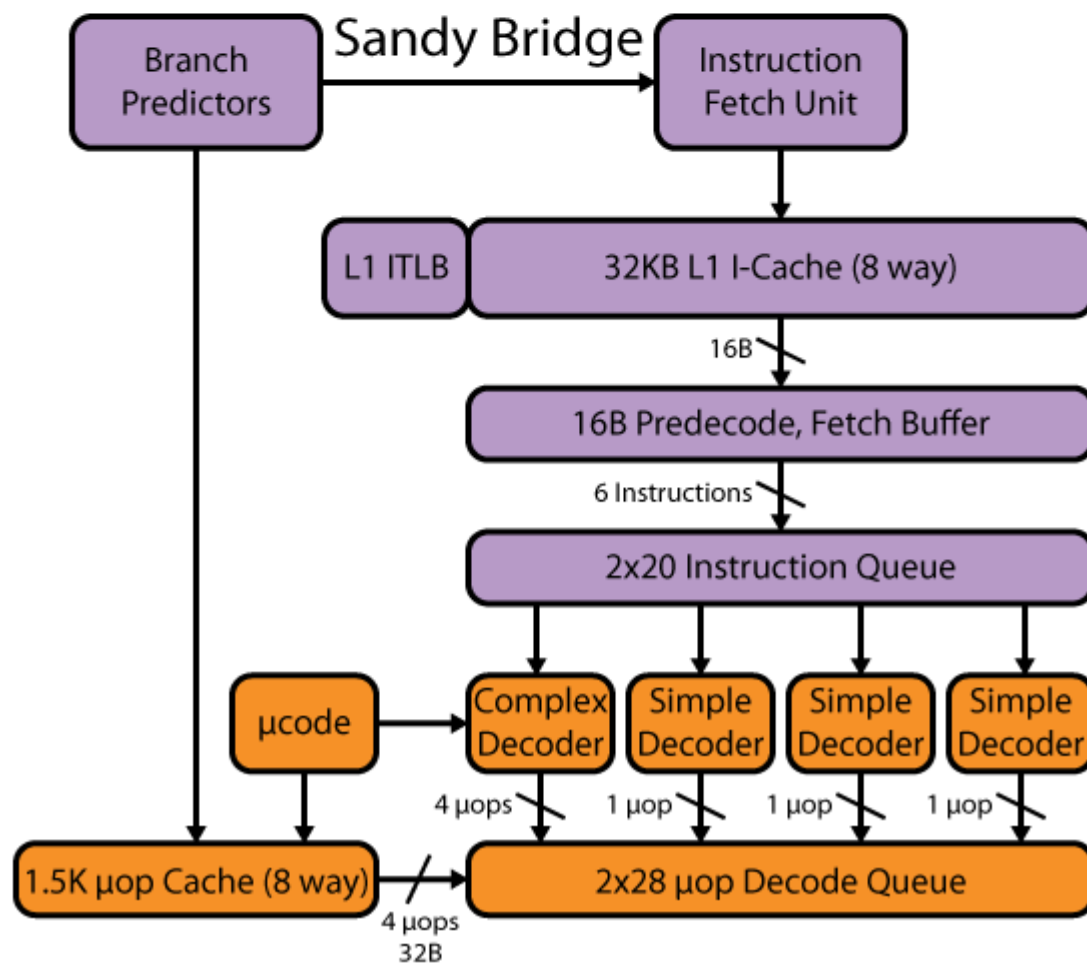 Sandy Bridge
Branch
Predictors
Instruction
Fetch Unit
L1 ITLB
32KB L1 I-Cache (8 way)
16B
16B Predecode, Fetch Buffer
6 Instructions
2x20 Instruction Queue
µcode
Complex
Decoder
Simple
Decoder
Simple
Decoder
Simple
Decoder
4 µops
1 µop
1 µop
1 µop
1.5K µop Cache (8 way)
4 µops
32B
2x28 µop Decode Queue